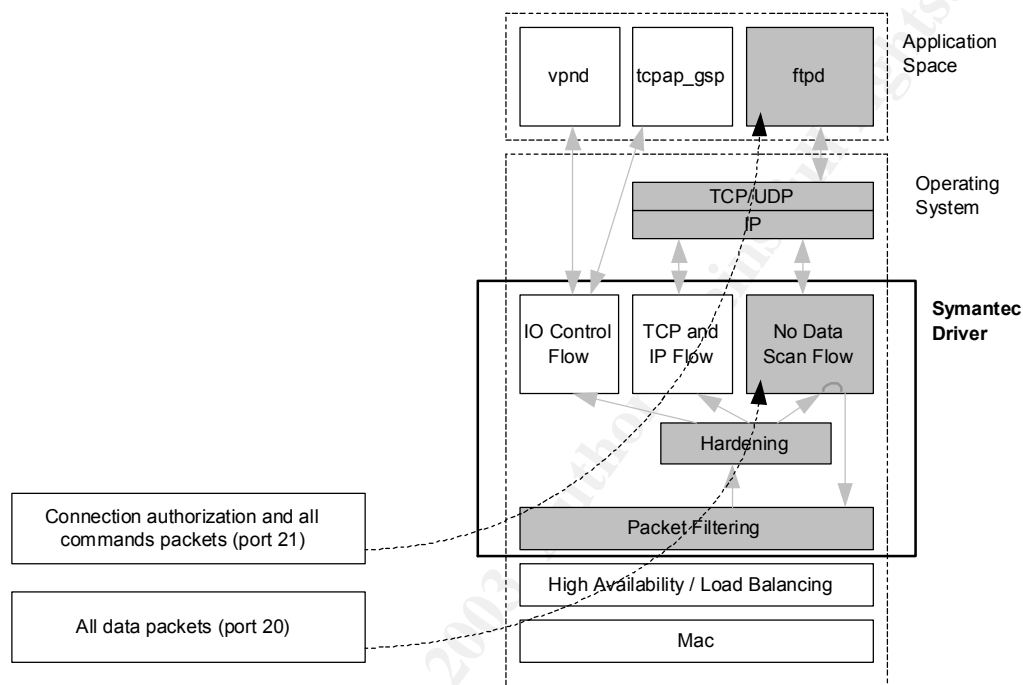 Application
Space
vpnd
tcpap_gsp
ftpd
Operating
System
TCP/UDP
IP
Symantec
Driver
IO Control
Flow
TCP and
IP Flow
No Data
Scan Flow
Hardening
Connection authorization and all
commands packets (port 21)
Packet Filtering
High Availability / Load Balancing
All data packets (port 20)
Mac
2003,